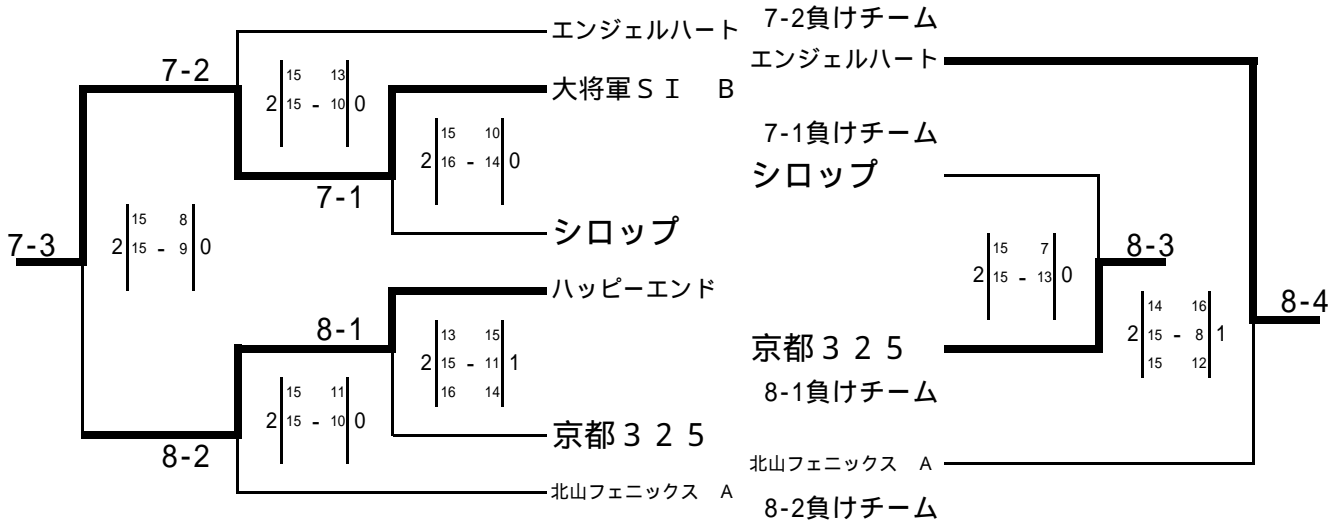 エンジェルハート
7-2負けチーム
エンジェルハート
7-2
15 13
2 15 - 10 0
大将軍ＳＩ　Ｂ
15 10
2 16 - 14 0
7-1負けチーム
シロップ
7-1
シロップ
15 8
2 15 - 9 0
7-3
15 7
2 15 - 13 0
8-3
ハッピーエンド
8-1
13 15
2 15 - 11 1
16 14
14 16
2 15 - 8 1
15 12
8-4
京都３２５
8-1負けチーム
15 11
2 15 - 10 0
京都３２５
8-2
北山フェニックス　A
北山フェニックス　A
8-2負けチーム